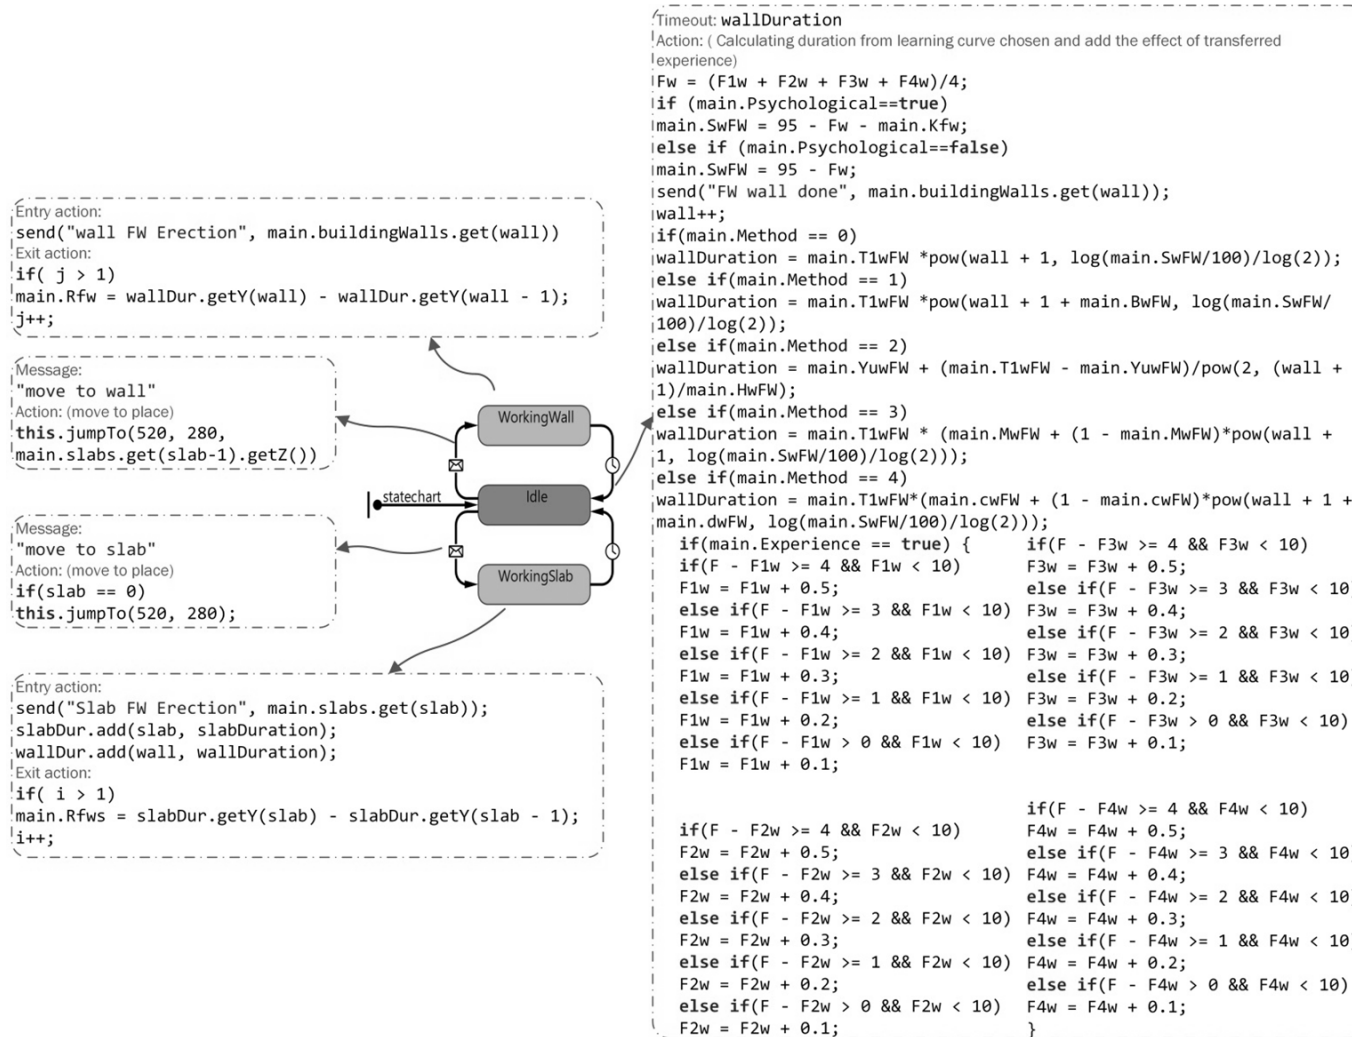 Entry action:
send("wall FW Erection", main.buildingWalls.get(wall))
Exit action:
if( j > 1)
main.Rfw = wallDur.getY(wall) - wallDur.getY(wall - 1);
j++;
Message:
"move to wall"
Action: (move to place)
this.jumpTo(520, 280,
main.slabs.get(slab-1).getZ())
Message:
"move to slab"
Action: (move to place)
if(slab == 0)
this.jumpTo(520, 280);
Entry action:
send("Slab FW Erection", main.slabs.get(slab));
slabDur.add(slab, slabDuration);
wallDur.add(wall, wallDuration);
Exit action:
if( i > 1)
main.Rfws = slabDur.getY(slab) - slabDur.getY(slab - 1);
i++;
WorkingWall
statechart
Idle
WorkingSlab
Timeout: wallDuration
Action: ( Calculating duration from learning curve chosen and add the effect of transferred
experience)
Fw = (F1w + F2w + F3w + F4w)/4;
if (main.Psychological==true)
main.SwFW = 95 - Fw - main.Kfw;
else if (main.Psychological==false)
main.SwFW = 95 - Fw;
send("FW wall done", main.buildingWalls.get(wall));
wall++;
if(main.Method == 0)
wallDuration = main.T1wFW *pow(wall + 1, log(main.SwFW/100)/log(2));
else if(main.Method == 1)
wallDuration = main.T1wFW *pow(wall + 1 + main.BwFW, log(main.SwFW/
100)/log(2));
else if(main.Method == 2)
wallDuration = main.YuwFW + (main.T1wFW - main.YuwFW)/pow(2, (wall +
1)/main.HwFW);
else if(main.Method == 3)
wallDuration = main.T1wFW * (main.MwFW + (1 - main.MwFW)*pow(wall +
1, log(main.SwFW/100)/log(2)));
else if(main.Method == 4)
wallDuration = main.T1wFW*(main.cwFW + (1 - main.cwFW)*pow(wall + 1 +
main.dwFW, log(main.SwFW/100)/log(2)));
if(main.Experience == true) {
if(F - F1w >= 4 && F1w < 10)
F1w = F1w + 0.5;
else if(F - F1w >= 3 && F1w < 10)
F1w = F1w + 0.4;
else if(F - F1w >= 2 && F1w < 10)
F1w = F1w + 0.3;
else if(F - F1w >= 1 && F1w < 10)
F1w = F1w + 0.2;
else if(F - F1w > 0 && F1w < 10)
F1w = F1w + 0.1;
if(F - F2w >= 4 && F2w < 10)
F2w = F2w + 0.5;
else if(F - F2w >= 3 && F2w < 10)
F2w = F2w + 0.4;
else if(F - F2w >= 2 && F2w < 10)
F2w = F2w + 0.3;
else if(F - F2w >= 1 && F2w < 10)
F2w = F2w + 0.2;
else if(F - F2w > 0 && F2w < 10)
F2w = F2w + 0.1;
if(F - F3w >= 4 && F3w < 10)
F3w = F3w + 0.5;
else if(F - F3w >= 3 && F3w < 10)
F3w = F3w + 0.4;
else if(F - F3w >= 2 && F3w < 10)
F3w = F3w + 0.3;
else if(F - F3w >= 1 && F3w < 10)
F3w = F3w + 0.2;
else if(F - F3w > 0 && F3w < 10)
F3w = F3w + 0.1;
if(F - F4w >= 4 && F4w < 10)
F4w = F4w + 0.5;
else if(F - F4w >= 3 && F4w < 10)
F4w = F4w + 0.4;
else if(F - F4w >= 2 && F4w < 10)
F4w = F4w + 0.3;
else if(F - F4w >= 1 && F4w < 10)
F4w = F4w + 0.2;
else if(F - F4w > 0 && F4w < 10)
F4w = F4w + 0.1;
}